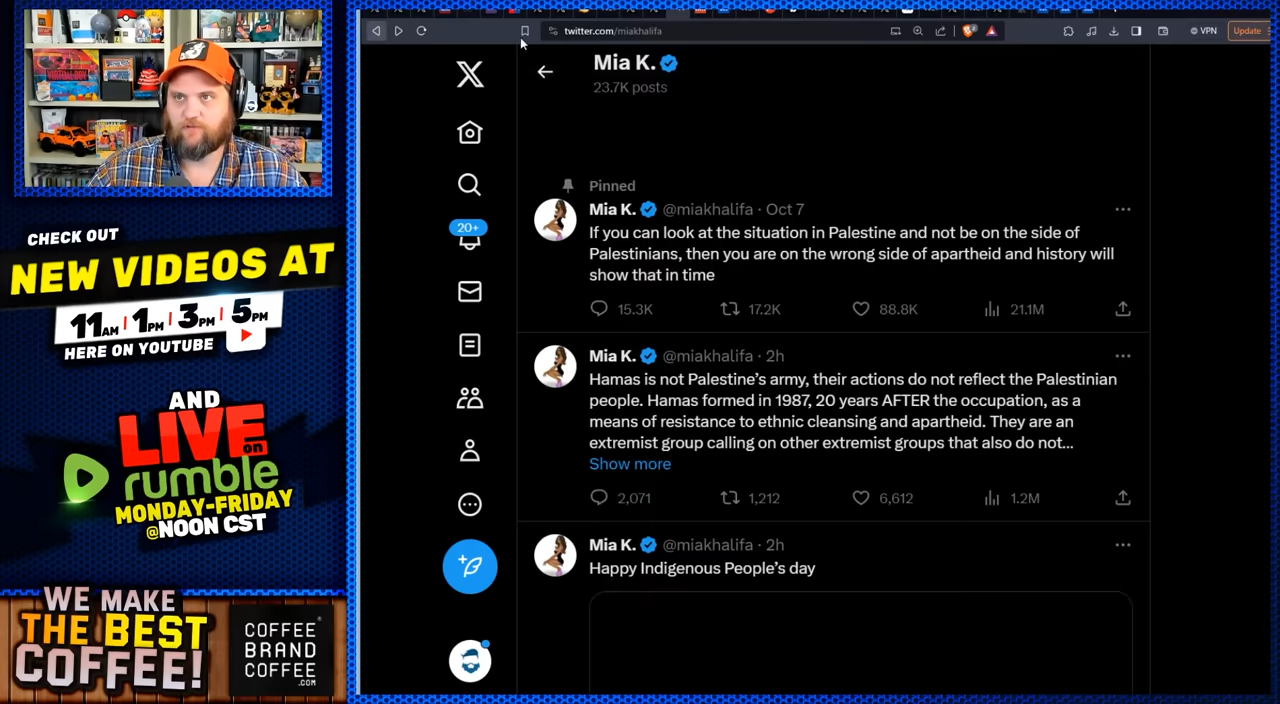 CHECK OUT
NEW VIDEOS AT
11AM | 1PM | 3PM | 5PM
HERE ON YOUTUBE
AND
LIVE on
rumble
MONDAY-FRIDAY
@NOON CST
WE MAKE
THE BEST
COFFEE!
COFFEE
BRAND
COFFEE
.COM
twitter.com/miakhalifa
VPN
Update
20+
Mia K.
23.7K posts
Pinned
Mia K. @miakhalifa · Oct 7
If you can look at the situation in Palestine and not be on the side of
Palestinians, then you are on the wrong side of apartheid and history will
show that in time
15.3K 17.2K 88.8K 21.1M
Mia K. @miakhalifa · 2h
Hamas is not Palestine's army, their actions do not reflect the Palestinian
people. Hamas formed in 1987, 20 years AFTER the occupation, as a
means of resistance to ethnic cleansing and apartheid. They are an
extremist group calling on other extremist groups that also do not...
Show more
2,071 1,212 6,612 1.2M
Mia K. @miakhalifa · 2h
Happy Indigenous People's day